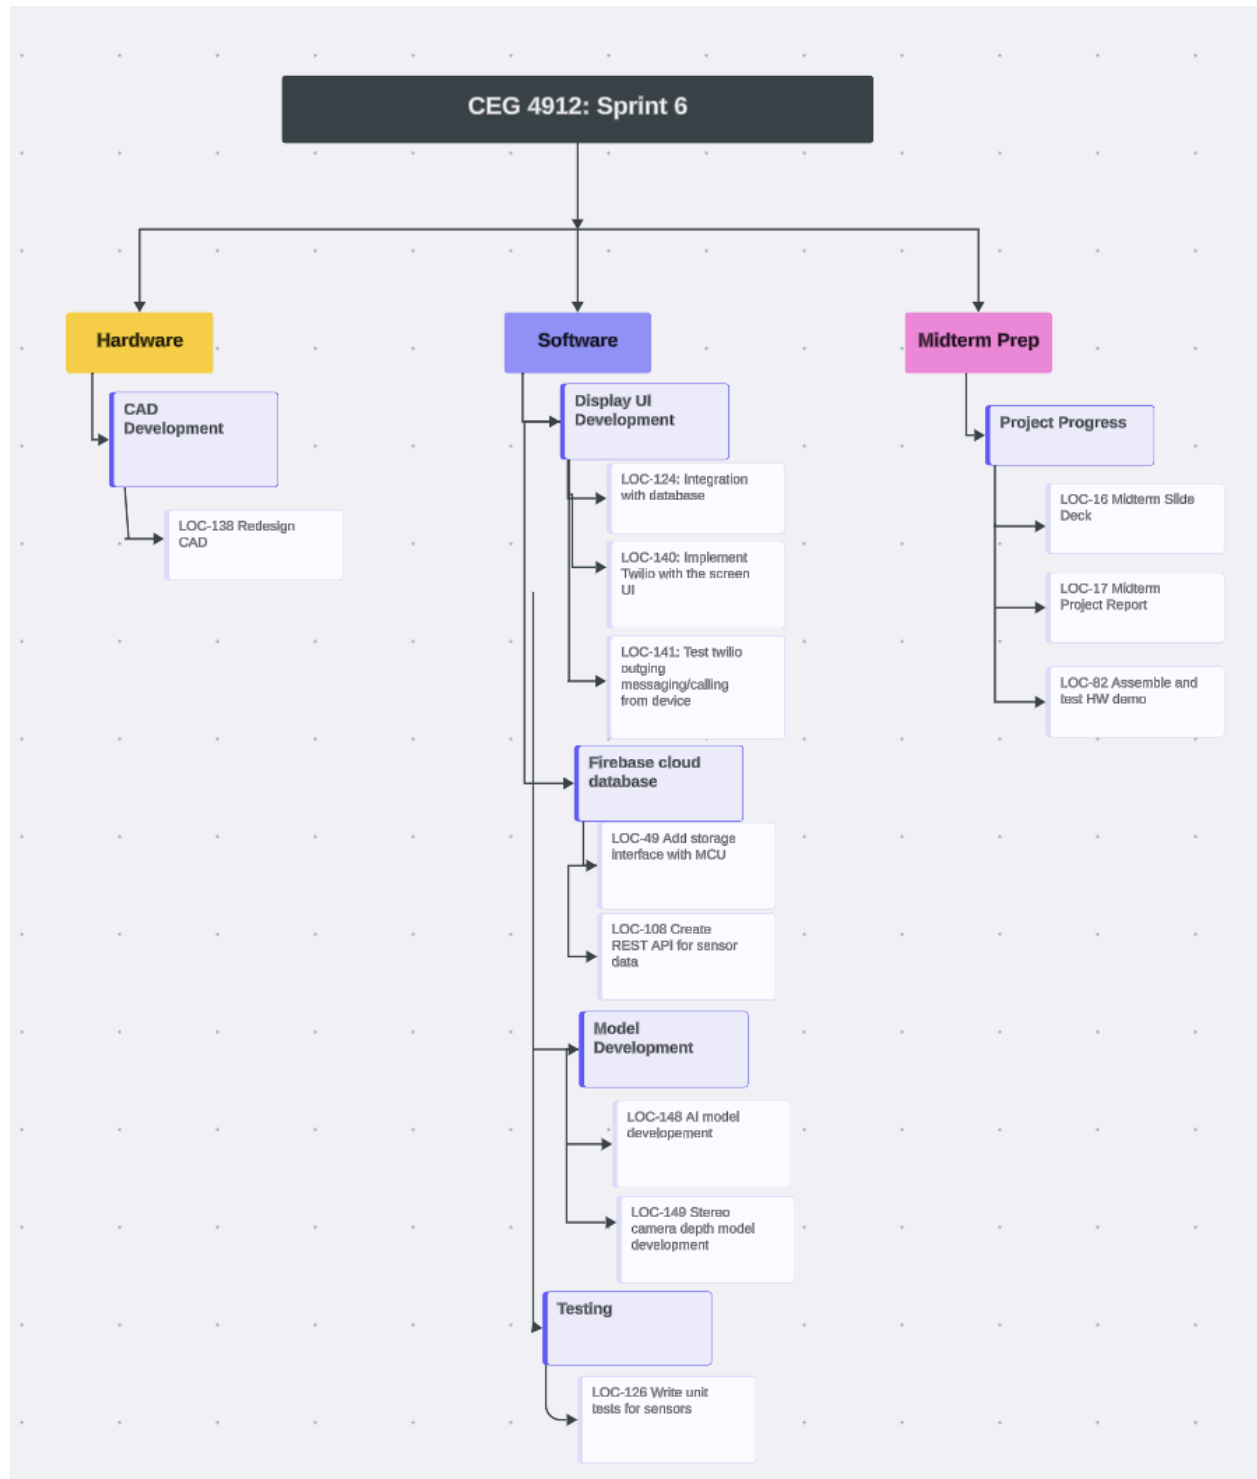 CEG 4912: Sprint 6
Hardware
CAD
Development
LOC-138 Redesign
CAD
Software
Display UI
Development
LOC-124: Integration
with database
LOC-140: Implement
Twilio with the screen
UI
LOC-141: Test twilio
outging
messaging/calling
from device
Firebase cloud
database
LOC-49 Add storage
interface with MCU
LOC-108 Create
REST API for sensor
data
Model
Development
LOC-148 AI model
developement
LOC-149 Stereo
camera depth model
development
Testing
LOC-126 Write unit
tests for sensors
Midterm Prep
Project Progress
LOC-16 Midterm Slide
Deck
LOC-17 Midterm
Project Report
LOC-82 Assemble and
test HW demo